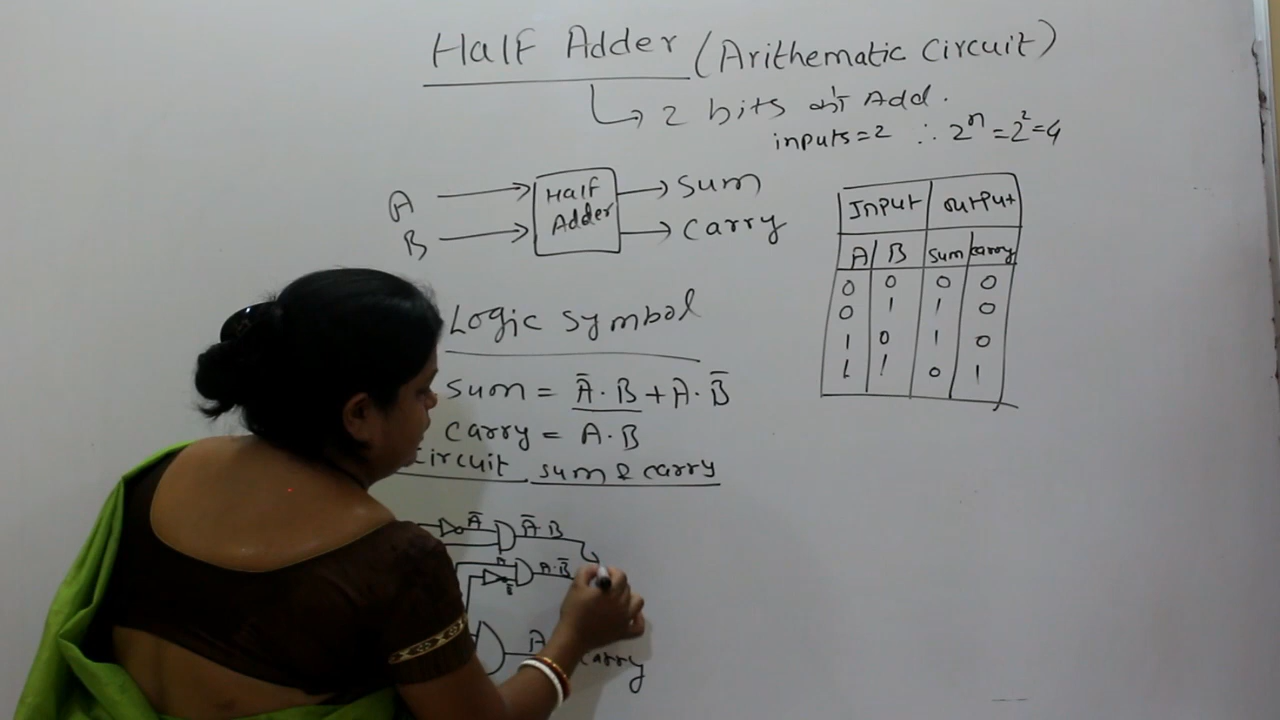 Half Adder (Arithematic Circuit)
2 bits Add.
inputs=2 ∴ 2ⁿ = 2² = 4
A
B
Half Adder
Sum
Carry
Input Output
A B Sum Carry
0 0 0 0
0 1 1 0
1 0 1 0
1 1 0 1
Logic Symbol
Sum = A̅·B + A·B̅
Carry = A·B
Circuit Sum & Carry
A̅ A̅ B
A·B̅
A
Carry